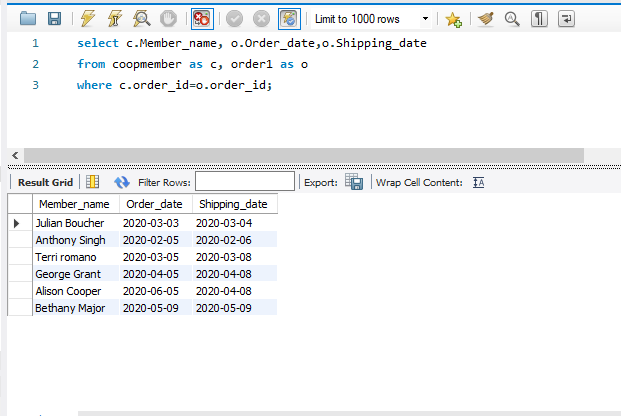 Limit to 1000 rows
1 select c.Member_name, o.Order_date,o.Shipping_date
2 from coopmember as c, order1 as o
3 where c.order_id=o.order_id;
Result Grid Filter Rows: Export: Wrap Cell Content:
Member_name Order_date Shipping_date
Julian Boucher 2020-03-03 2020-03-04
Anthony Singh 2020-02-05 2020-02-06
Terri romano 2020-03-05 2020-03-08
George Grant 2020-04-05 2020-04-08
Alison Cooper 2020-06-05 2020-04-08
Bethany Major 2020-05-09 2020-05-09